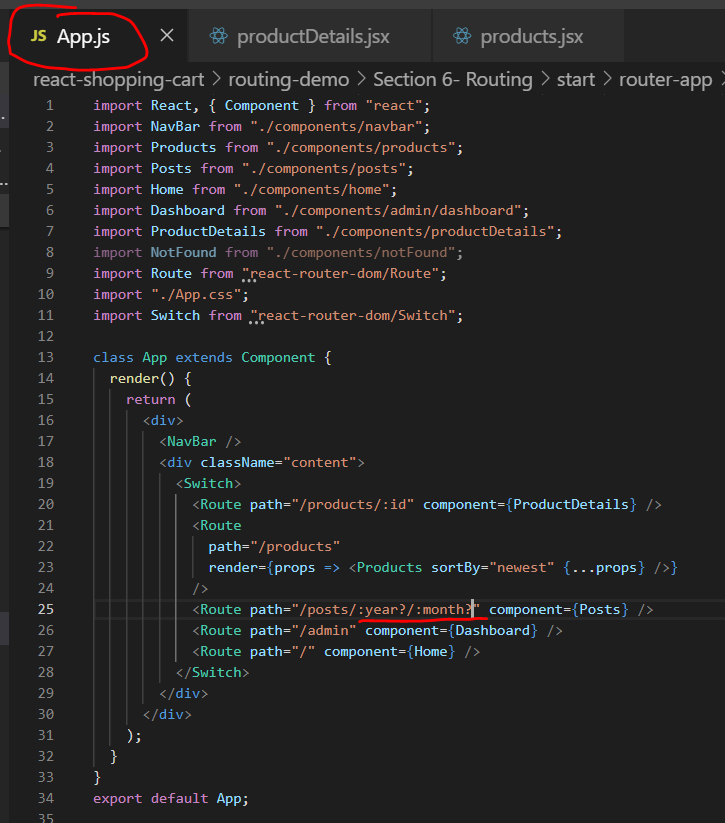 JS App.js × productDetails.jsx products.jsx
react-shopping-cart > routing-demo > Section 6- Routing > start > router-app >
1 import React, { Component } from "react";
2 import NavBar from "./components/navbar";
3 import Products from "./components/products";
4 import Posts from "./components/posts";
5 import Home from "./components/home";
6 import Dashboard from "./components/admin/dashboard";
7 import ProductDetails from "./components/productDetails";
8 import NotFound from "./components/notFound";
9 import Route from "react-router-dom/Route";
10 import "./App.css";
11 import Switch from "react-router-dom/Switch";
12
13 class App extends Component {
14 render() {
15 return (
16 <div>
17 <NavBar />
18 <div className="content">
19 <Switch>
20 <Route path="/products/:id" component={ProductDetails} />
21 <Route
22 path="/products"
23 render={props => <Products sortBy="newest" {...props} />}
24 />
25 <Route path="/posts/:year?/:month?" component={Posts} />
26 <Route path="/admin" component={Dashboard} />
27 <Route path="/" component={Home} />
28 </Switch>
29 </div>
30 </div>
31 );
32 }
33 }
34 export default App;
35